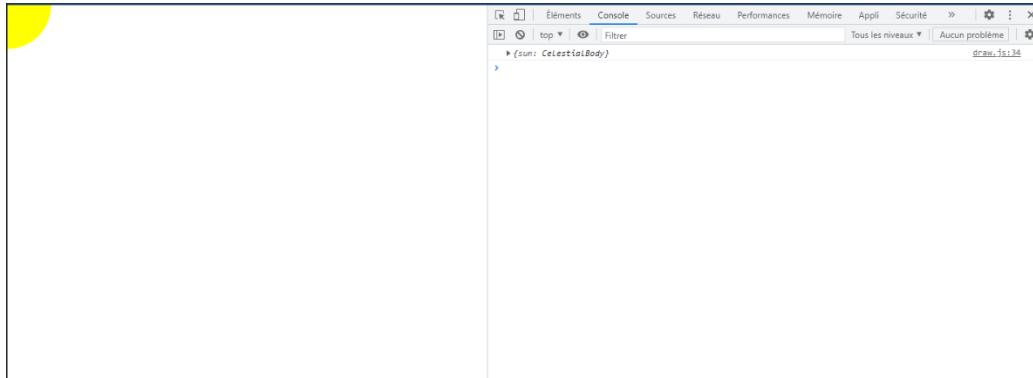 Éléments Console Sources Réseau Performances Mémoire Appli Sécurité »
top ▼ Filtrer Tous les niveaux ▼ Aucun problème
▶ {sun: CelestialBody} draw.js:34
>